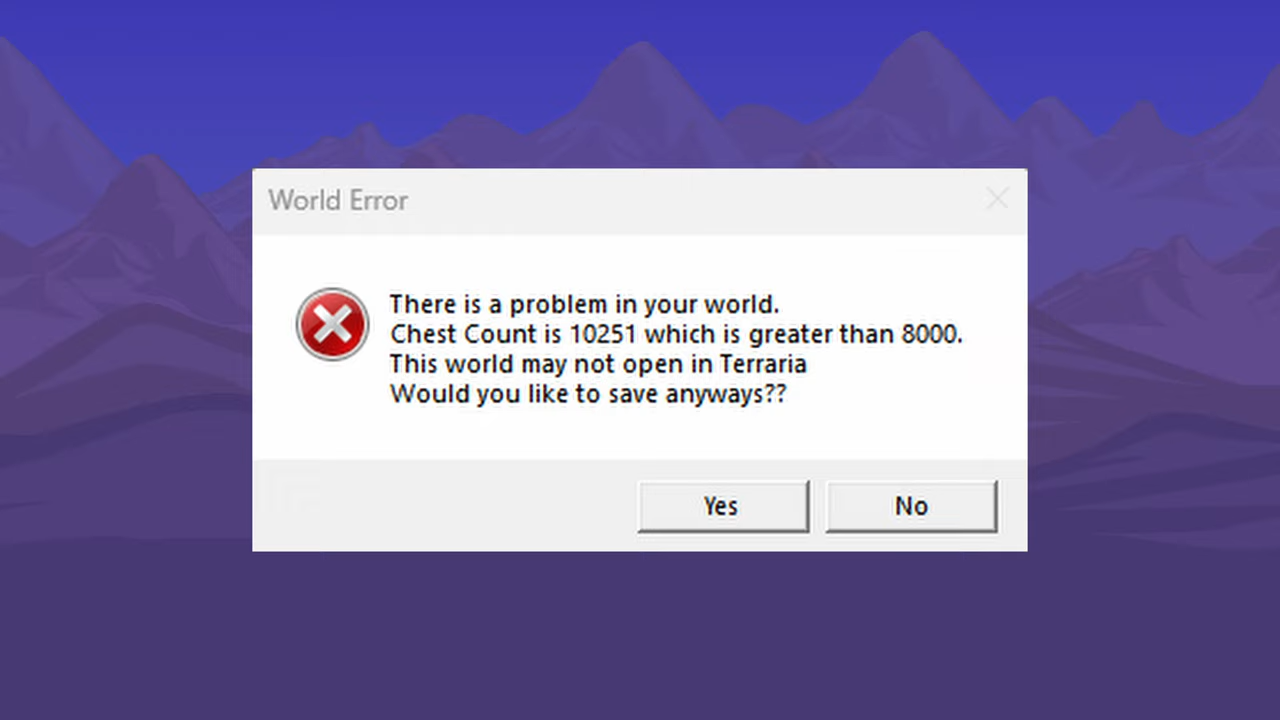 World Error
There is a problem in your world.
Chest Count is 10251 which is greater than 8000.
This world may not open in Terraria
Would you like to save anyways??
Yes
No